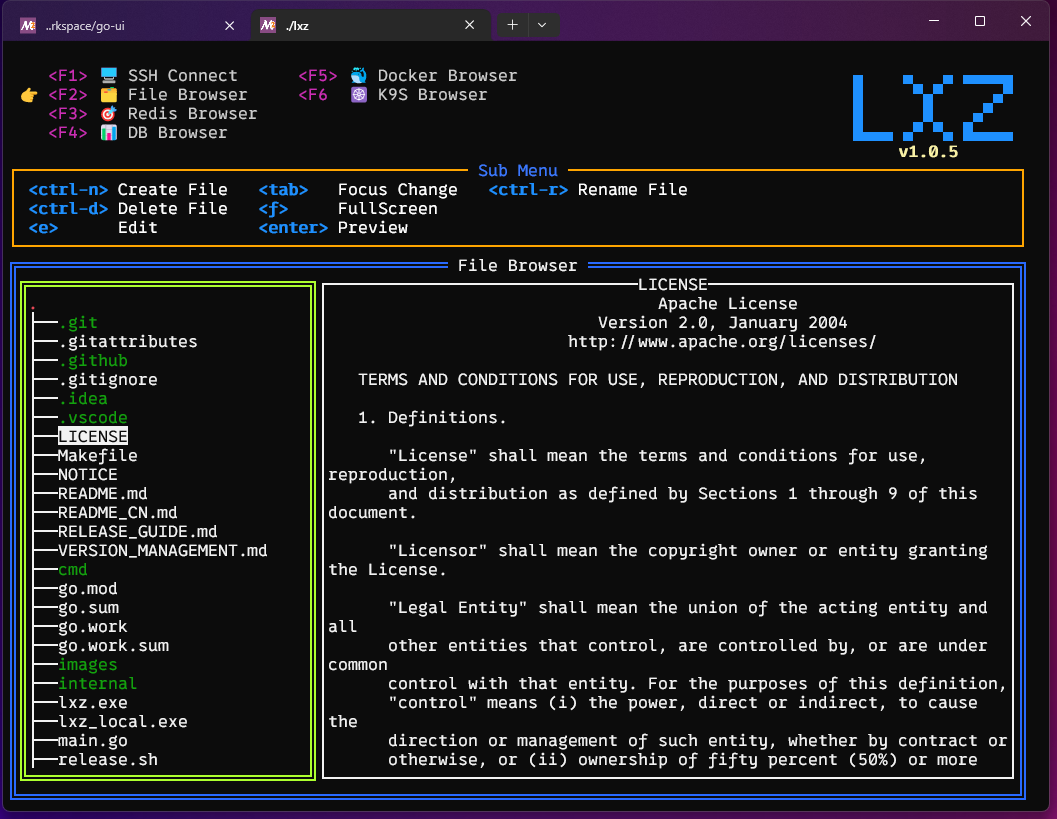 ..rkspace/go-ui
./lxz
<F1> SSH Connect <F5> Docker Browser
<F2> File Browser <F6 K9S Browser
<F3> Redis Browser
<F4> DB Browser
LXZ
v1.0.5
Sub Menu
<ctrl-n> Create File <tab> Focus Change <ctrl-r> Rename File
<ctrl-d> Delete File <f> FullScreen
<e> Edit <enter> Preview
File Browser
.
.git
.gitattributes
.github
.gitignore
.idea
.vscode
LICENSE
Makefile
NOTICE
README.md
README_CN.md
RELEASE_GUIDE.md
VERSION_MANAGEMENT.md
cmd
go.mod
go.sum
go.work
go.work.sum
images
internal
lxz.exe
lxz_local.exe
main.go
release.sh
LICENSE
Apache License
Version 2.0, January 2004
http://www.apache.org/licenses/
TERMS AND CONDITIONS FOR USE, REPRODUCTION, AND DISTRIBUTION
1. Definitions.
"License" shall mean the terms and conditions for use,
reproduction,
and distribution as defined by Sections 1 through 9 of this
document.
"Licensor" shall mean the copyright owner or entity granting
the License.
"Legal Entity" shall mean the union of the acting entity and
all
other entities that control, are controlled by, or are under
common
control with that entity. For the purposes of this definition,
"control" means (i) the power, direct or indirect, to cause
the
direction or management of such entity, whether by contract or
otherwise, or (ii) ownership of fifty percent (50%) or more